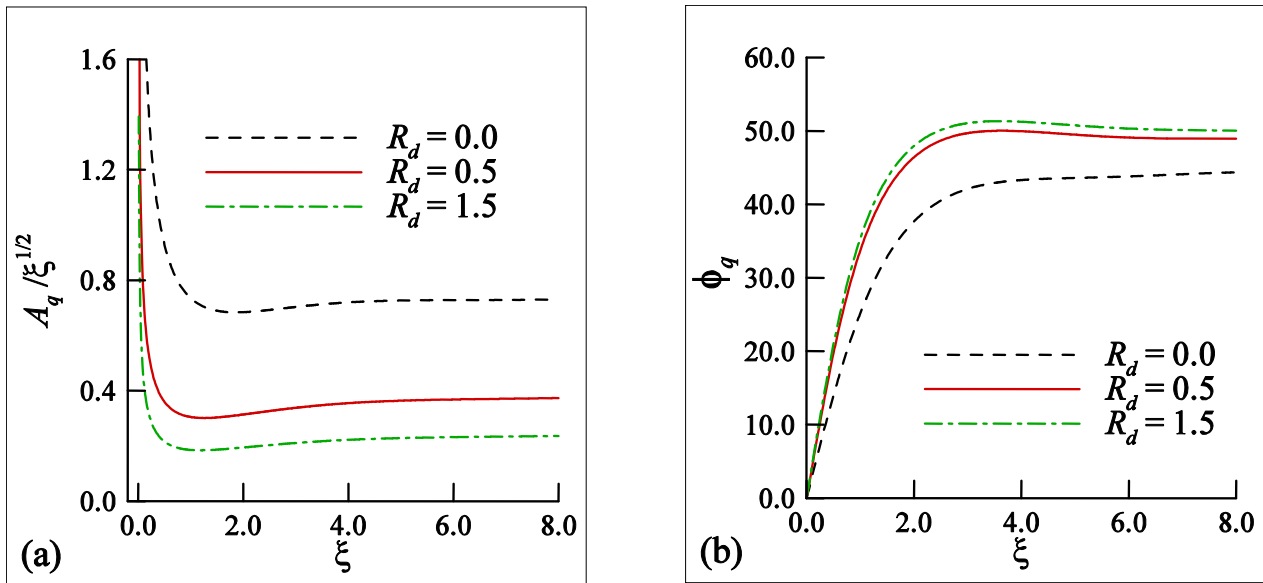 1.6
1.2
0.8
0.4
0.0
A_q /ξ^{1/2}
R_d = 0.0
R_d = 0.5
R_d = 1.5
0.0 2.0 4.0 6.0 8.0
ξ
(a)
60.0
50.0
40.0
30.0
20.0
10.0
0.0
ϕ_q
R_d = 0.0
R_d = 0.5
R_d = 1.5
0.0 2.0 4.0 6.0 8.0
ξ
(b)